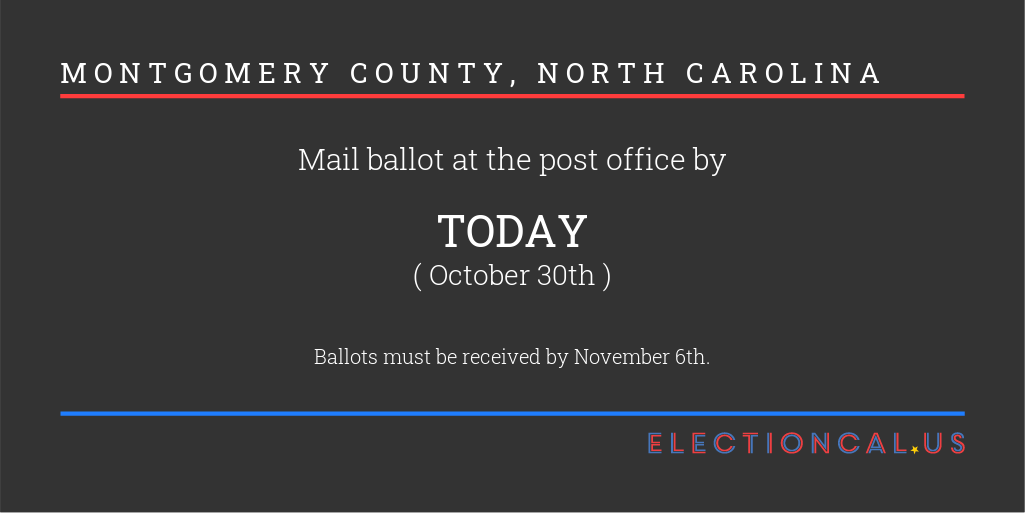 MONTGOMERY COUNTY, NORTH CAROLINA
Mail ballot at the post office by
TODAY
( October 30th )
Ballots must be received by November 6th.
ELECTIONCAL.US